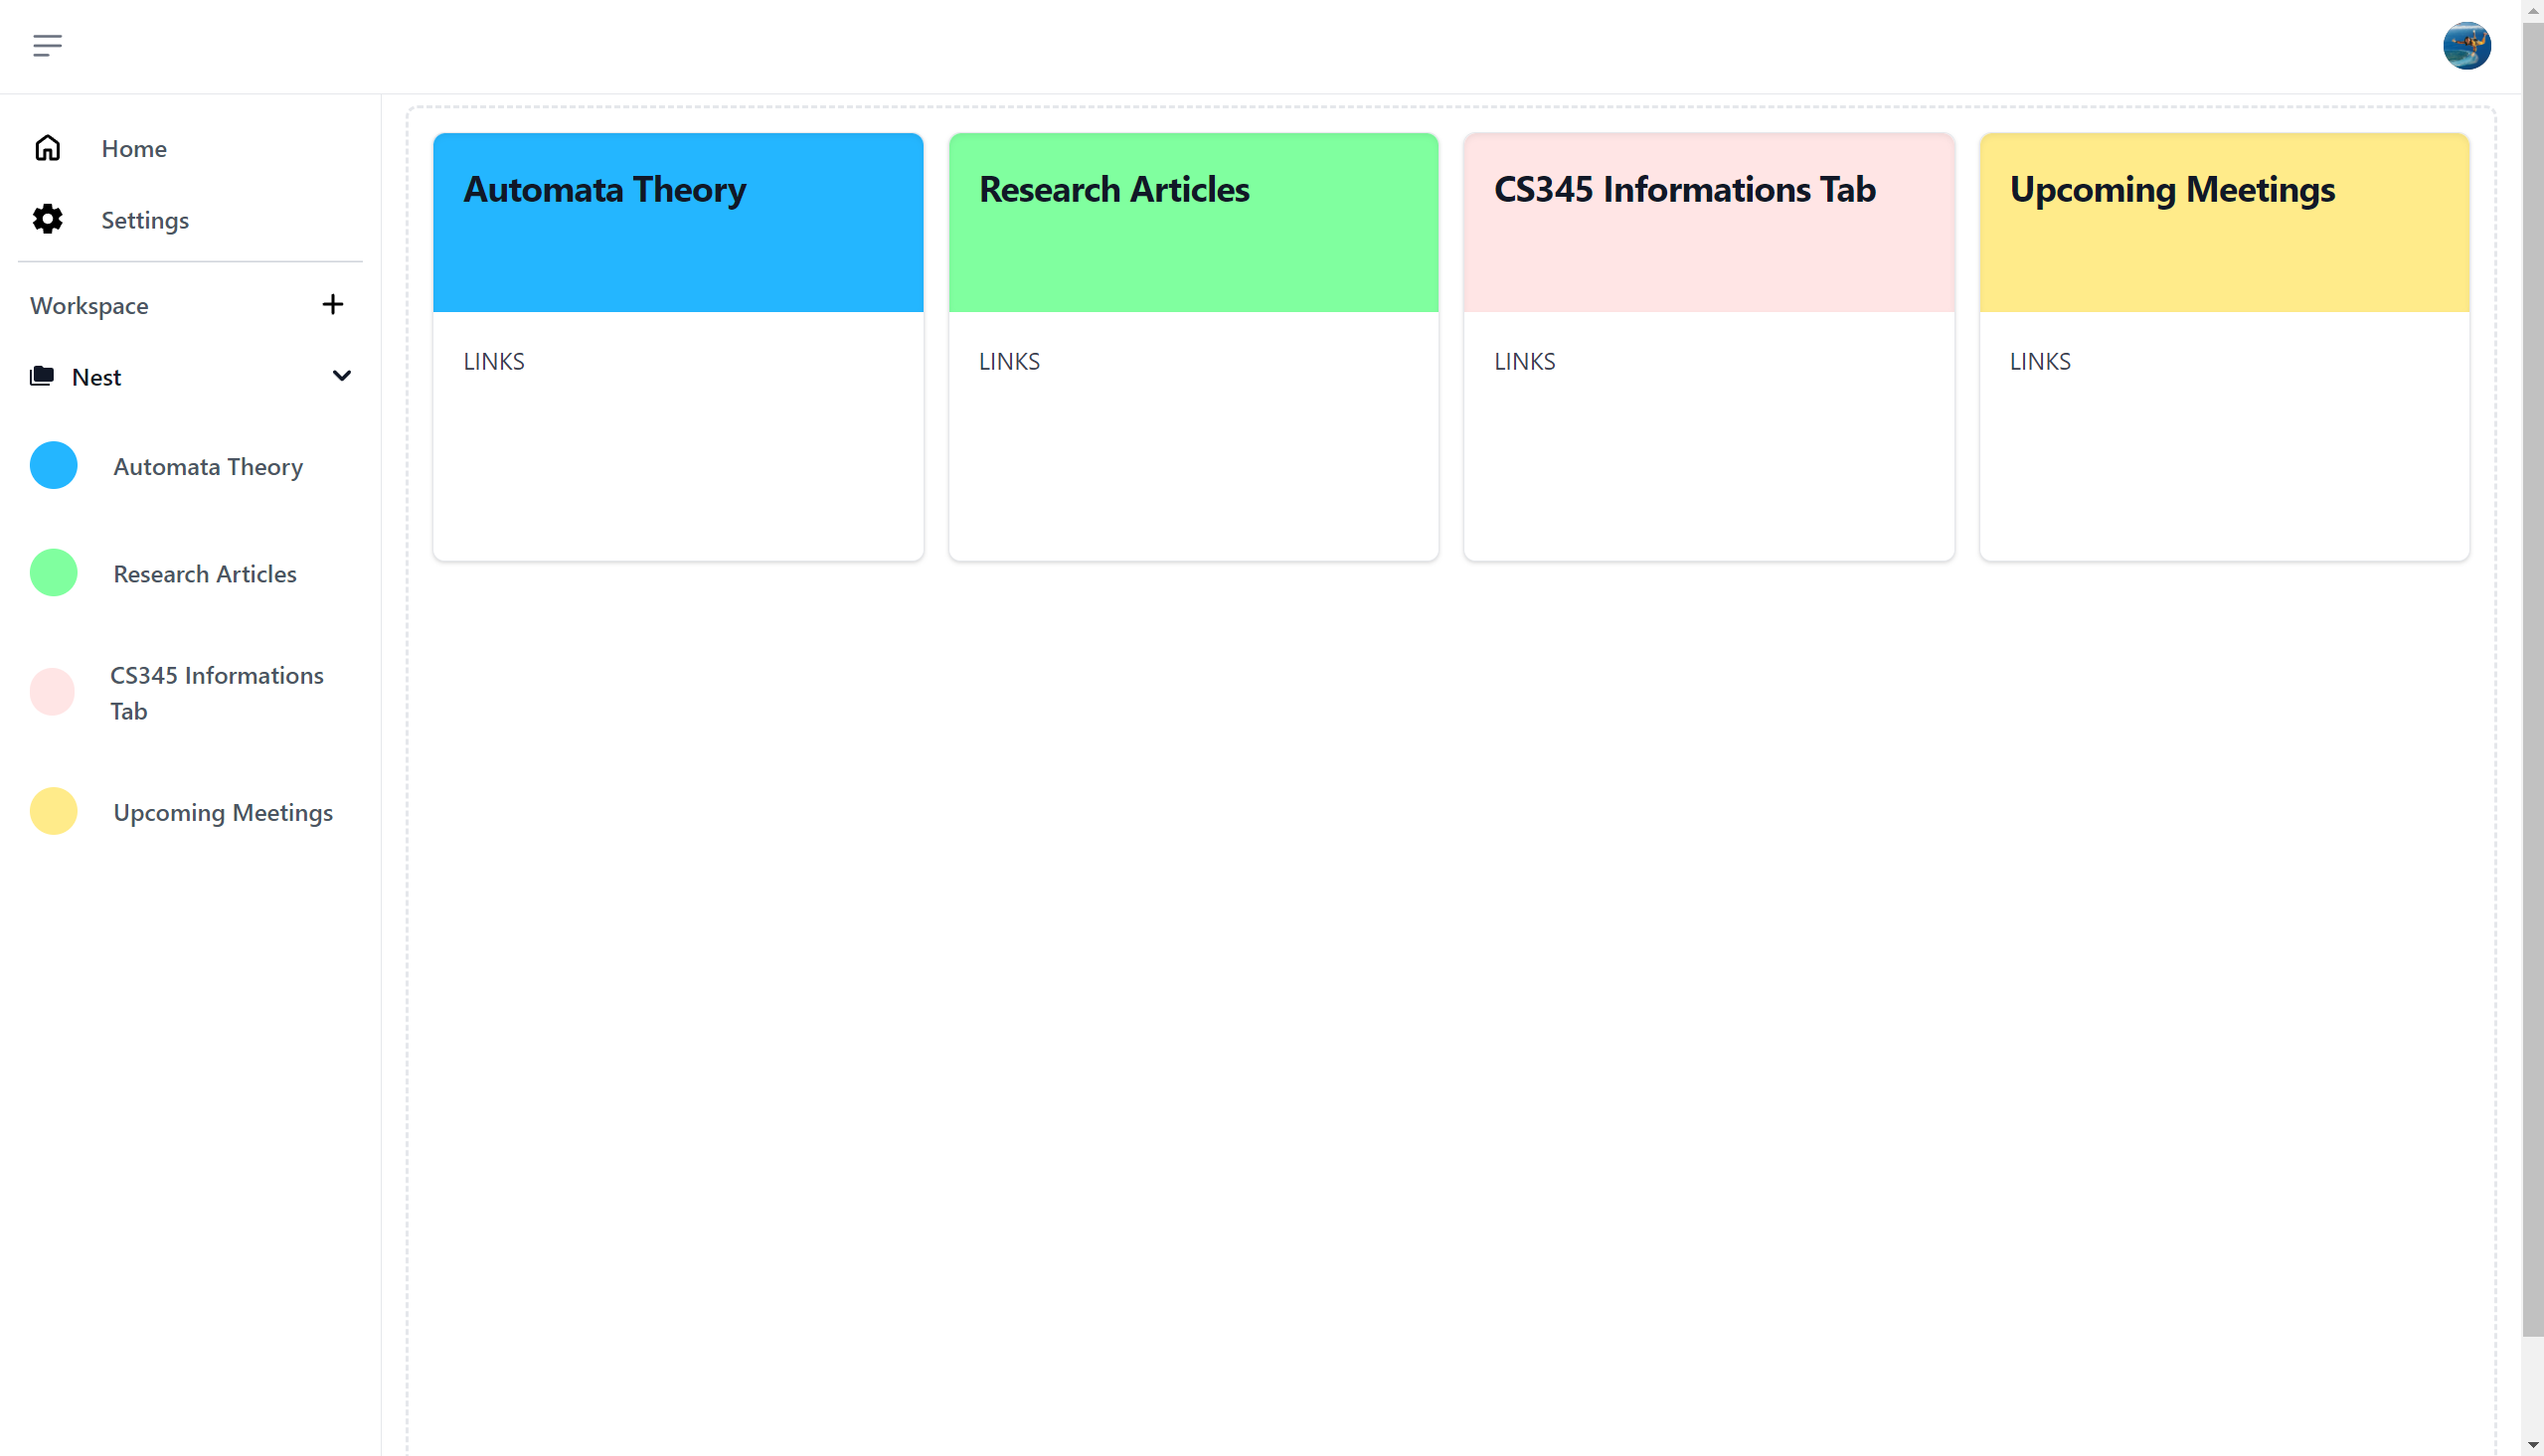 Home
Settings
Workspace
Nest
Automata Theory
Research Articles
CS345 Informations
Tab
Upcoming Meetings
Automata Theory
LINKS
Research Articles
LINKS
CS345 Informations Tab
LINKS
Upcoming Meetings
LINKS